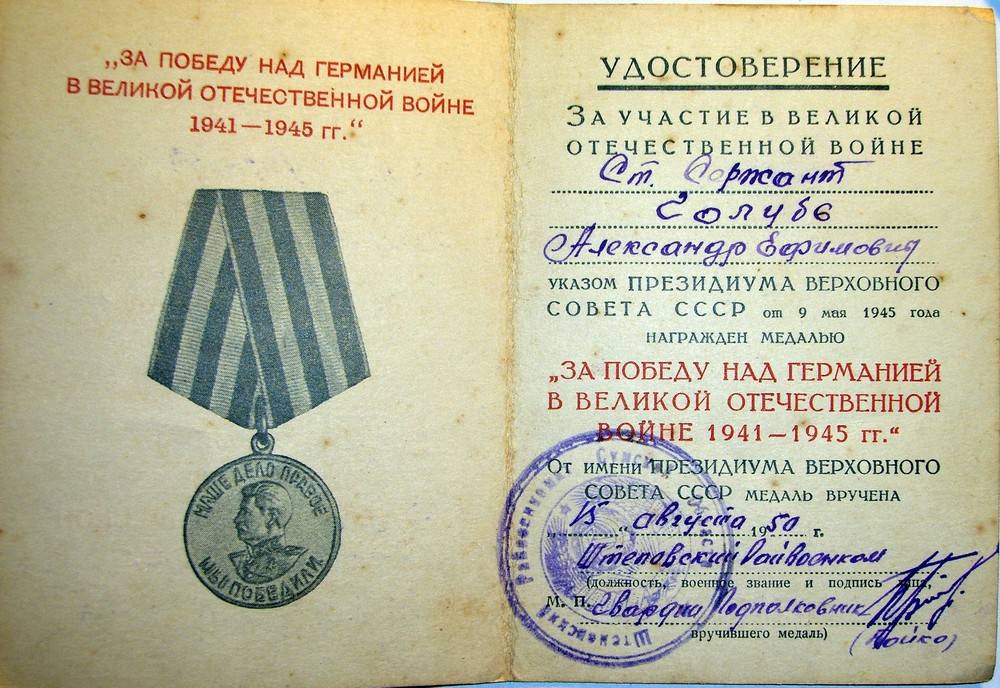 „ЗА ПОБЕДУ НАД ГЕРМАНИЕЙ
В ВЕЛИКОЙ ОТЕЧЕСТВЕННОЙ ВОЙНЕ
1941—1945 гг.“
НАШЕ ДЕЛО ПРАВОЕ
МЫ ПОБЕДИЛИ
УДОСТОВЕРЕНИЕ
ЗА УЧАСТИЕ В ВЕЛИКОЙ
ОТЕЧЕСТВЕННОЙ ВОЙНЕ
Ст. Сержант
Голубь
Александр Ефимович
УКАЗОМ ПРЕЗИДИУМА ВЕРХОВНОГО
СОВЕТА СССР от 9 мая 1945 года
НАГРАЖДЕН МЕДАЛЬЮ
„ЗА ПОБЕДУ НАД ГЕРМАНИЕЙ
В ВЕЛИКОЙ ОТЕЧЕСТВЕННОЙ
ВОЙНЕ 1941—1945 гг.“
ОТ ИМЕНИ ПРЕЗИДИУМА ВЕРХОВНОГО
СОВЕТА СССР МЕДАЛЬ ВРУЧЕНА
„15“ августа 1950 г.
Штеповский Райвоенком
(должность, военное звание и подпись лица,
М. П. Гвардии Подполковник
вручившего медаль) (Бойко)